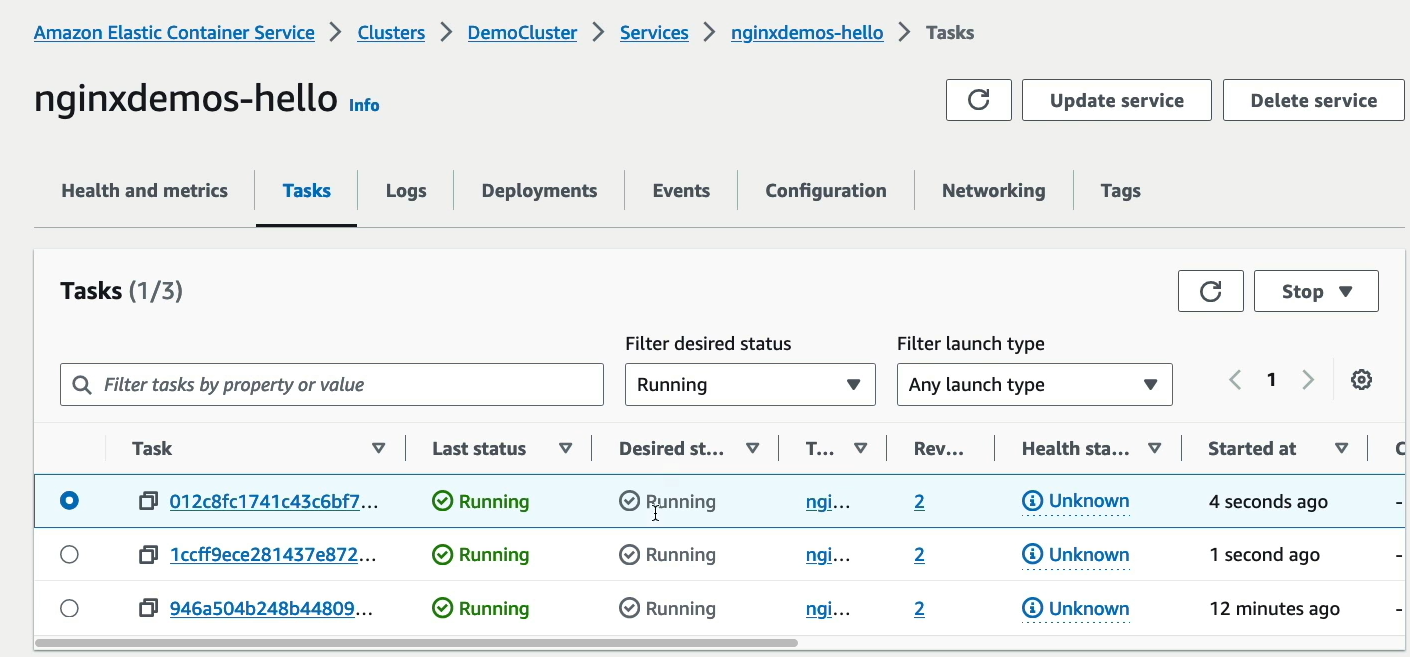 Amazon Elastic Container Service > Clusters > DemoCluster > Services > nginxdemos-hello > Tasks
nginxdemos-hello Info
Update service Delete service
Health and metrics Tasks Logs Deployments Events Configuration Networking Tags
Tasks (1/3)
Stop
Filter desired status Filter launch type
Filter tasks by property or value Running Any launch type 1
Task Last status Desired st... T... Rev... Health sta... Started at C
012c8fc1741c43c6bf7... Running Running ngi... 2 Unknown 4 seconds ago -
1ccff9ece281437e872... Running Running ngi... 2 Unknown 1 second ago -
946a504b248b44809... Running Running ngi... 2 Unknown 12 minutes ago -